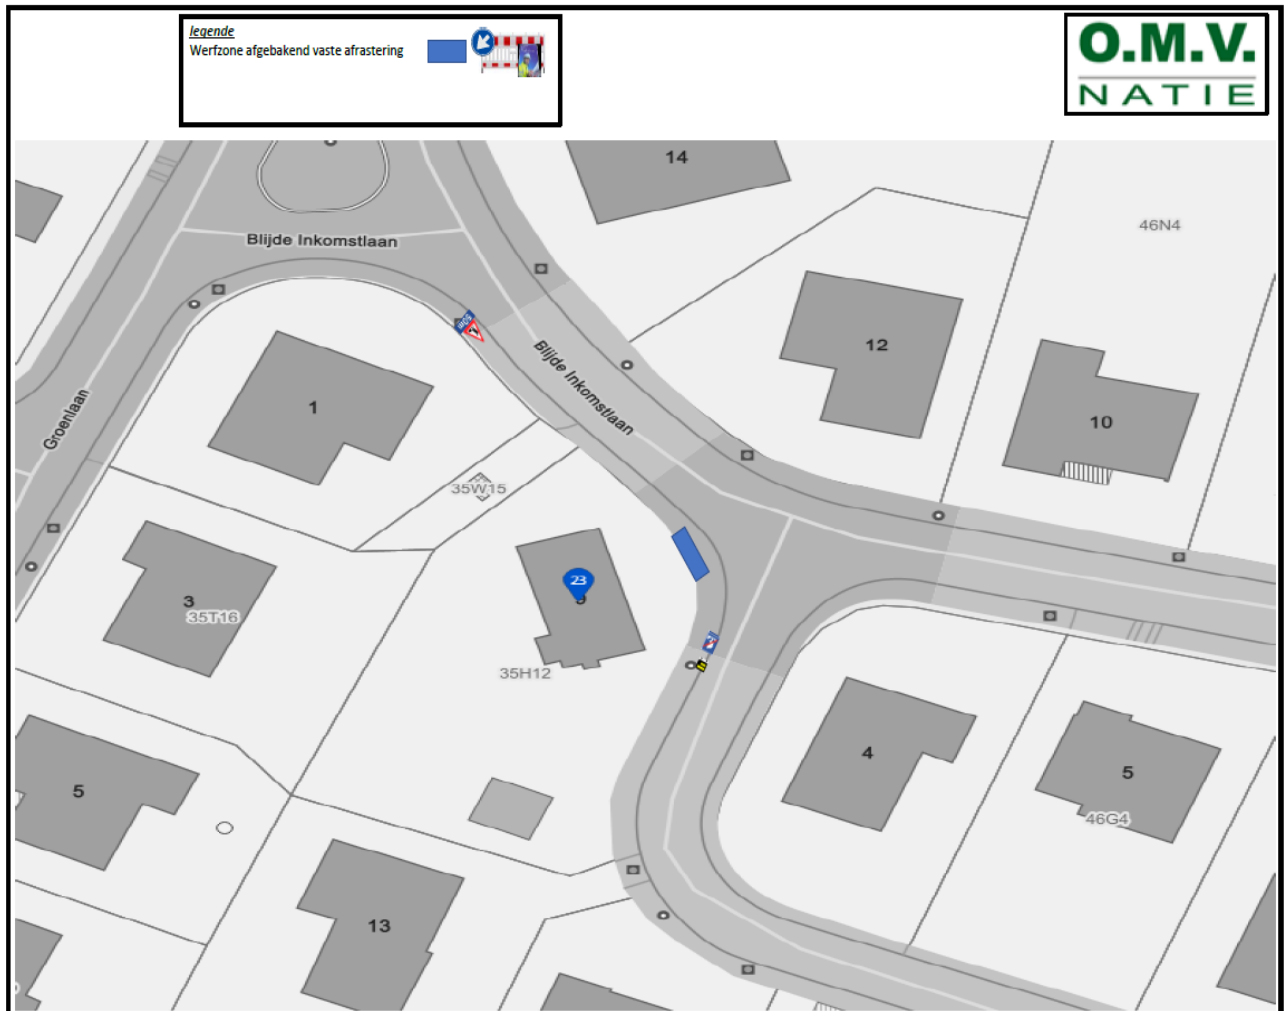 legende
Werfzone afgebakend vaste afrastering
O.M.V.
NATIE
14
46N4
Blijde Inkomstlaan
12
Blijde Inkomstlaan
10
1
Groenlaan
35W15
23
3
35T16
35H12
4
5
5
46G4
13